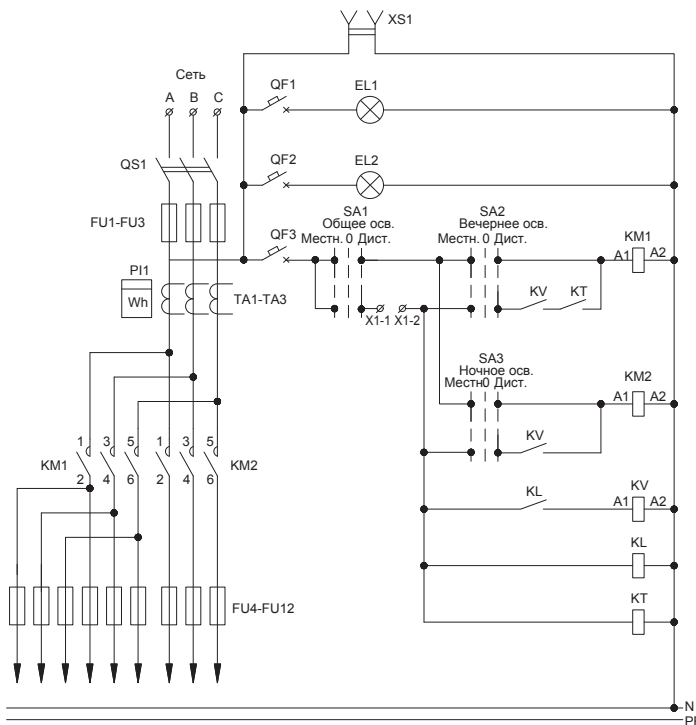 XS1
Сеть
A B C
QF1
EL1
QS1
QF2
EL2
FU1-FU3
QF3
SA1
Общее осв.
Местн. 0 Дист.
SA2
Вечернее осв.
Местн. 0 Дист.
KM1
A1 A2
PI1
Wh
TA1-TA3
X1-1 X1-2
KV KT
SA3
Ночное осв.
Местн0 Дист.
KM2
A1 A2
KV
KM1
1 3 5 1 3 5
2 4 6 2 4 6
KM2
KL
KV
A1 A2
KL
KT
FU4-FU12
N